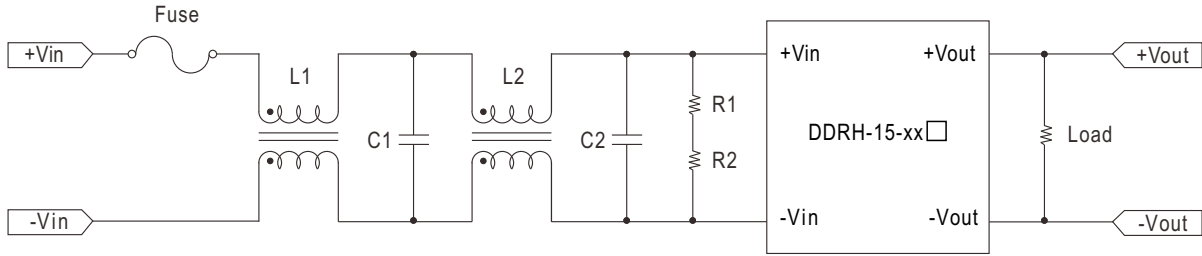 Fuse
+Vin
L1
C1
L2
C2
R1
R2
+Vin
+Vout
DDRH-15-xx□
-Vin
-Vout
Load
+Vout
-Vin
-Vout